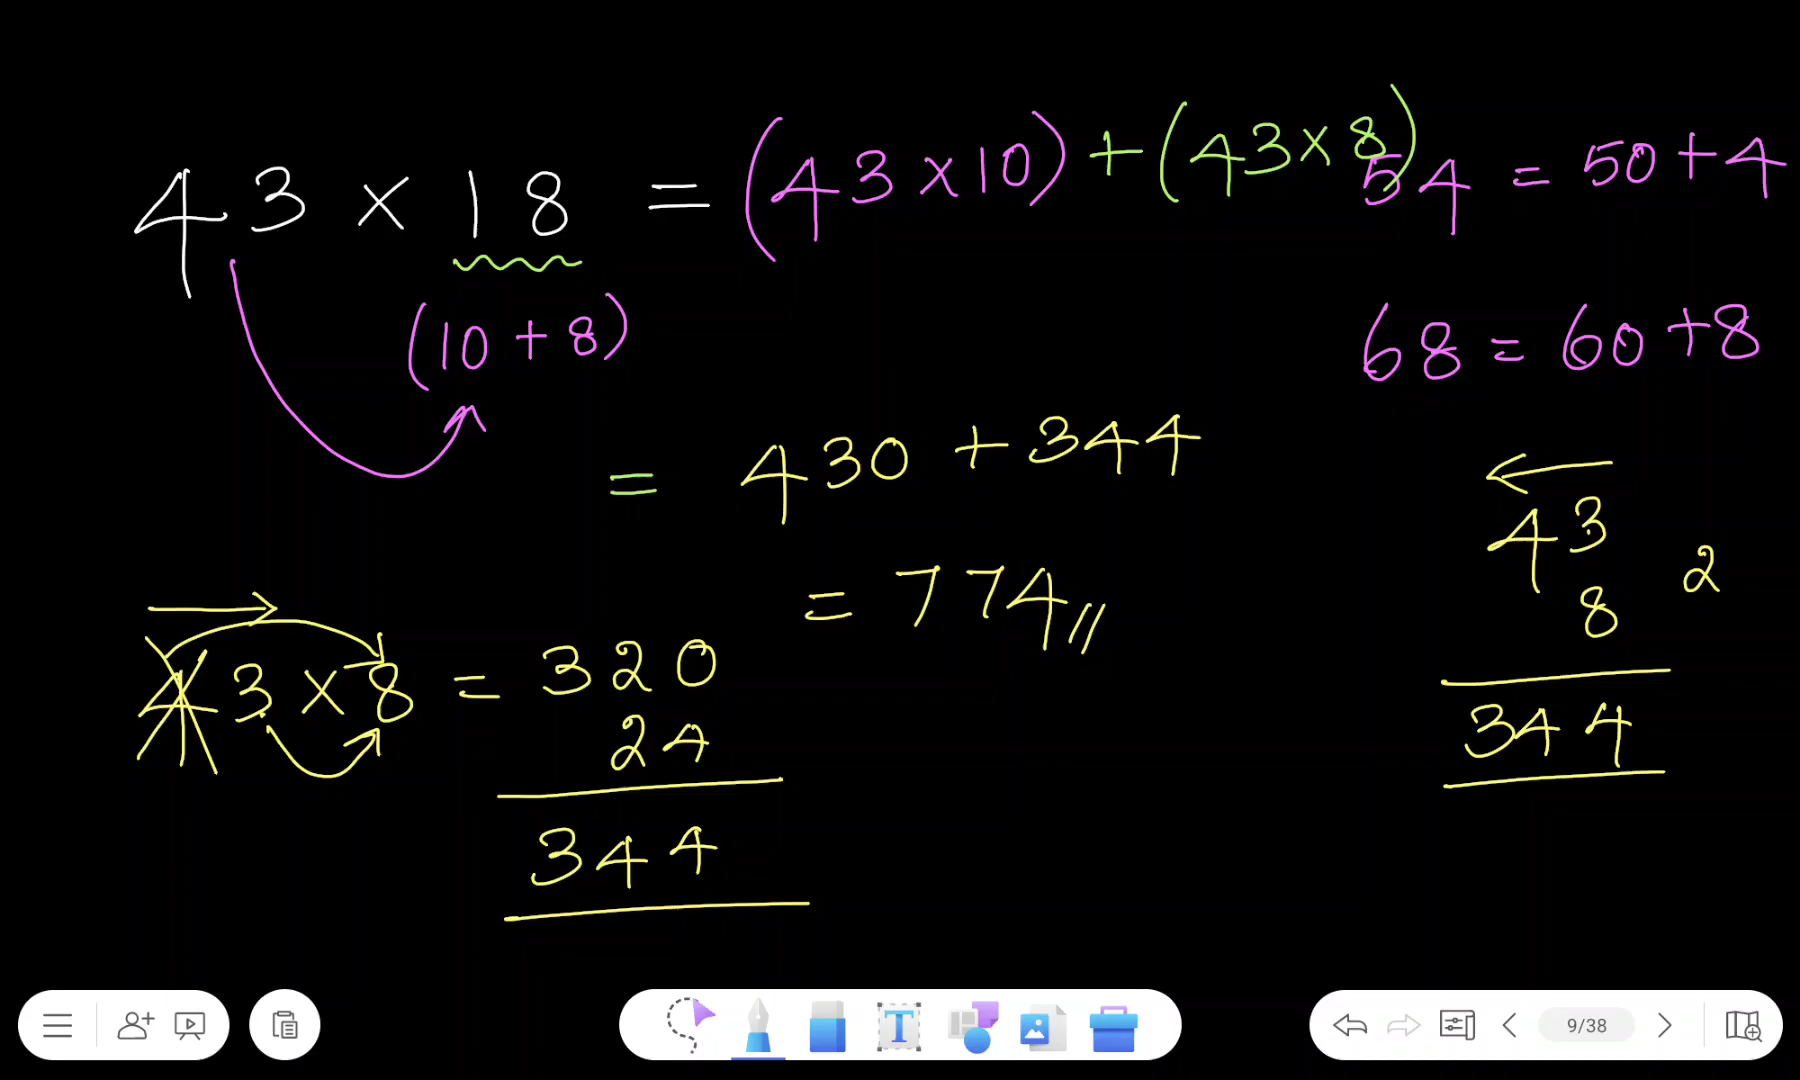 43 × 18 = (43 × 10) + (43 × 8)
54 = 50 + 4
(10 + 8)
68 = 60 + 8
= 430 + 344
= 774 //
43
8 2
344
43 × 8 = 320
24
344
T
9/38